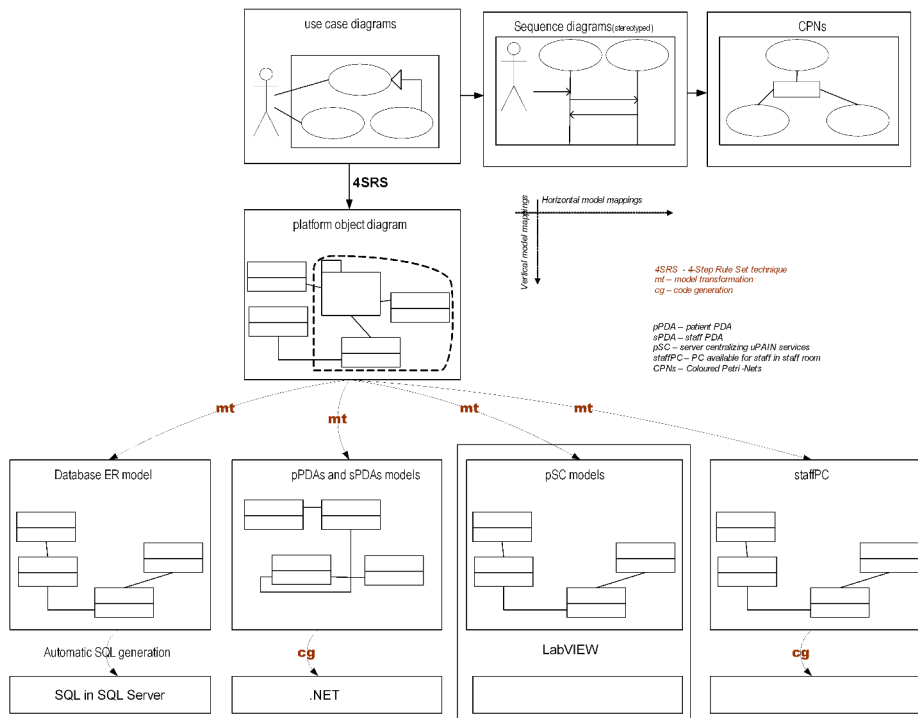 use case diagrams
Sequence diagrams(stereotyped)
CPNs
4SRS
platform object diagram
Horizontal model mappings
Vertical model mappings
4SRS - 4-Step Rule Set technique
mt – model transformation
cg – code generation
pPDA – patient PDA
sPDA – staff PDA
pSC – server centralizing uPAIN services
staffPC – PC available for staff in staff room
CPNs – Coloured Petri -Nets
mt
mt
mt
mt
Database ER model
pPDAs and sPDAs models
pSC models
staffPC
Automatic SQL generation
cg
LabVIEW
cg
SQL in SQL Server
.NET